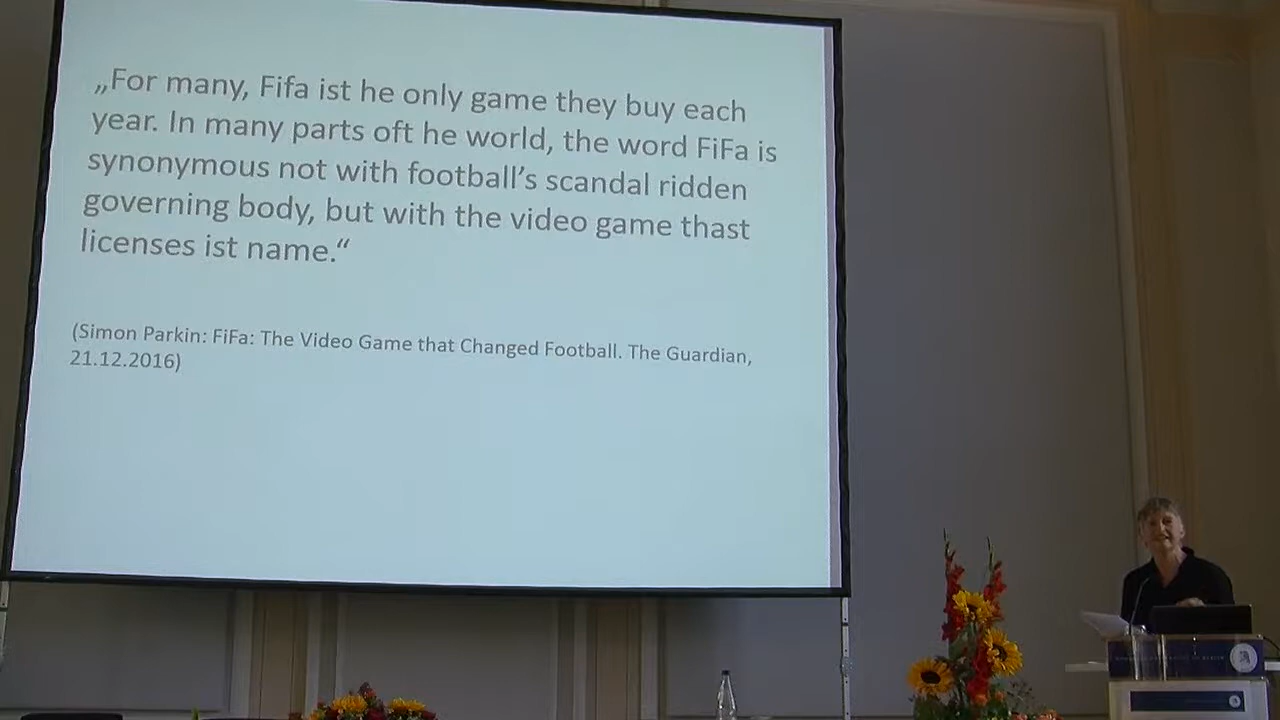 „For many, Fifa ist he only game they buy each
year. In many parts oft he world, the word FiFa is
synonymous not with football’s scandal ridden
governing body, but with the video game thast
licenses ist name.“
(Simon Parkin: FiFa: The Video Game that Changed Football. The Guardian,
21.12.2016)